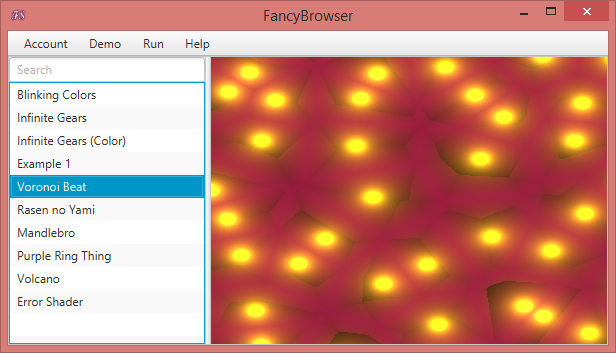 FancyBrowser
Account Demo Run Help
Search
Blinking Colors
Infinite Gears
Infinite Gears (Color)
Example 1
Voronoi Beat
Rasen no Yami
Mandlebro
Purple Ring Thing
Volcano
Error Shader